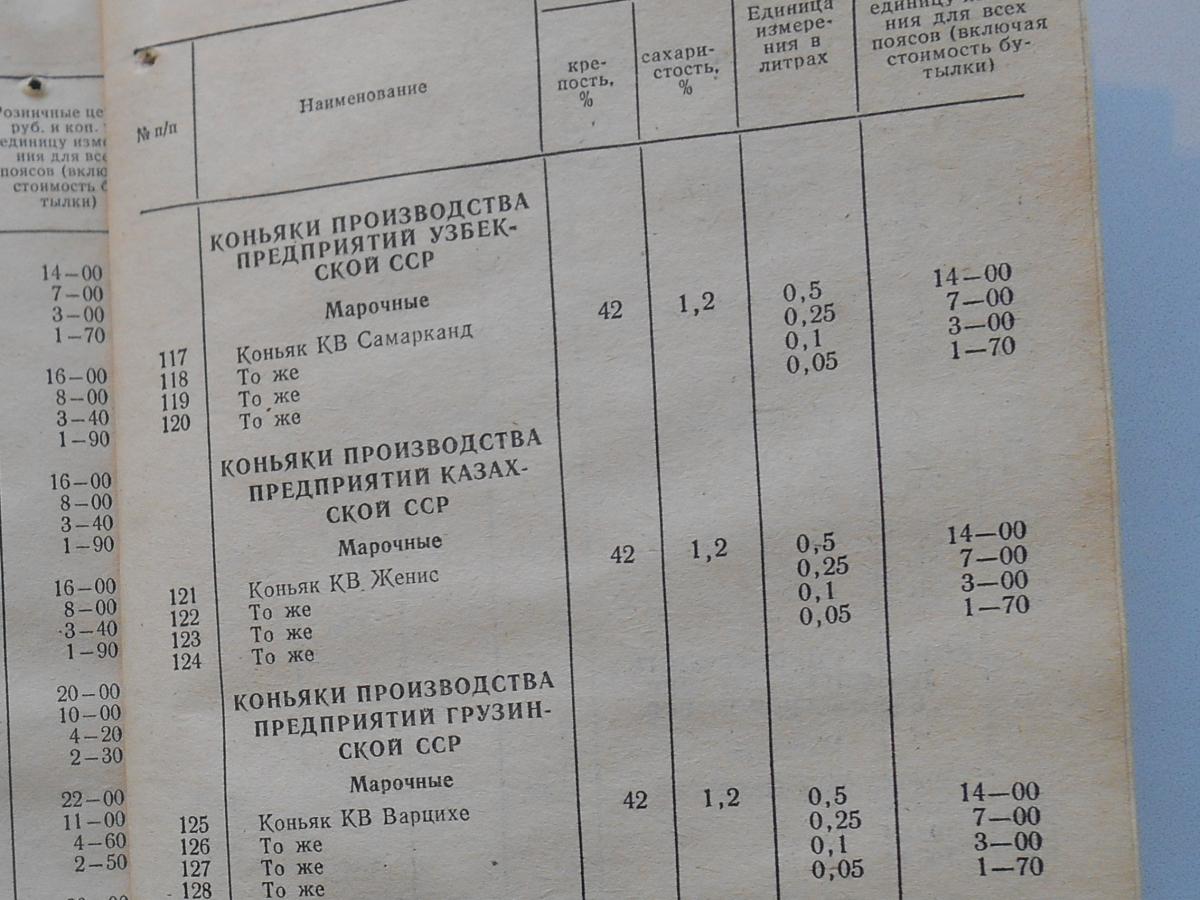 Розничные це
руб. и коп.
единицу изме
ния для все
поясов (вклю
стоимость б
тылки)
14—00
7—00
3—00
1—70
16—00
8—00
3—40
1—90
16—00
8—00
3—40
1—90
16—00
8—00
3—40
1—90
20—00
10—00
4—20
2—30
22—00
11—00
4—60
2—50
№ п/п
Наименование
кре-
пость,
%
сахари-
стость,
%
Единица
измере-
ния в
литрах
ния для всех
поясов (включая
стоимость бу-
тылки)
КОНЬЯКИ ПРОИЗВОДСТВА
ПРЕДПРИЯТИЙ УЗБЕК-
СКОЙ ССР
Марочные
117 Коньяк КВ Самарканд 42 1,2 0,5 14—00
118 То же 0,25 7—00
119 То же 0,1 3—00
120 То же 0,05 1—70
КОНЬЯКИ ПРОИЗВОДСТВА
ПРЕДПРИЯТИЙ КАЗАХ-
СКОЙ ССР
Марочные
121 Коньяк КВ Женис 42 1,2 0,5 14—00
122 То же 0,25 7—00
123 То же 0,1 3—00
124 То же 0,05 1—70
КОНЬЯКИ ПРОИЗВОДСТВА
ПРЕДПРИЯТИЙ ГРУЗИН-
СКОЙ ССР
Марочные
125 Коньяк КВ Варцихе 42 1,2 0,5 14—00
126 То же 0,25 7—00
127 То же 0,1 3—00
128 То же 0,05 1—70